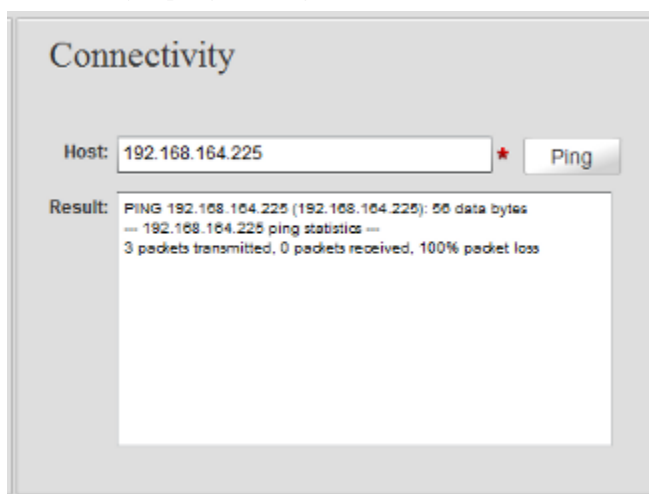 Connectivity
Host: 192.168.164.225 * Ping
Result: PING 192.168.164.225 (192.168.164.225): 56 data bytes
--- 192.168.164.225 ping statistics ---
3 packets transmitted, 0 packets received, 100% packet loss